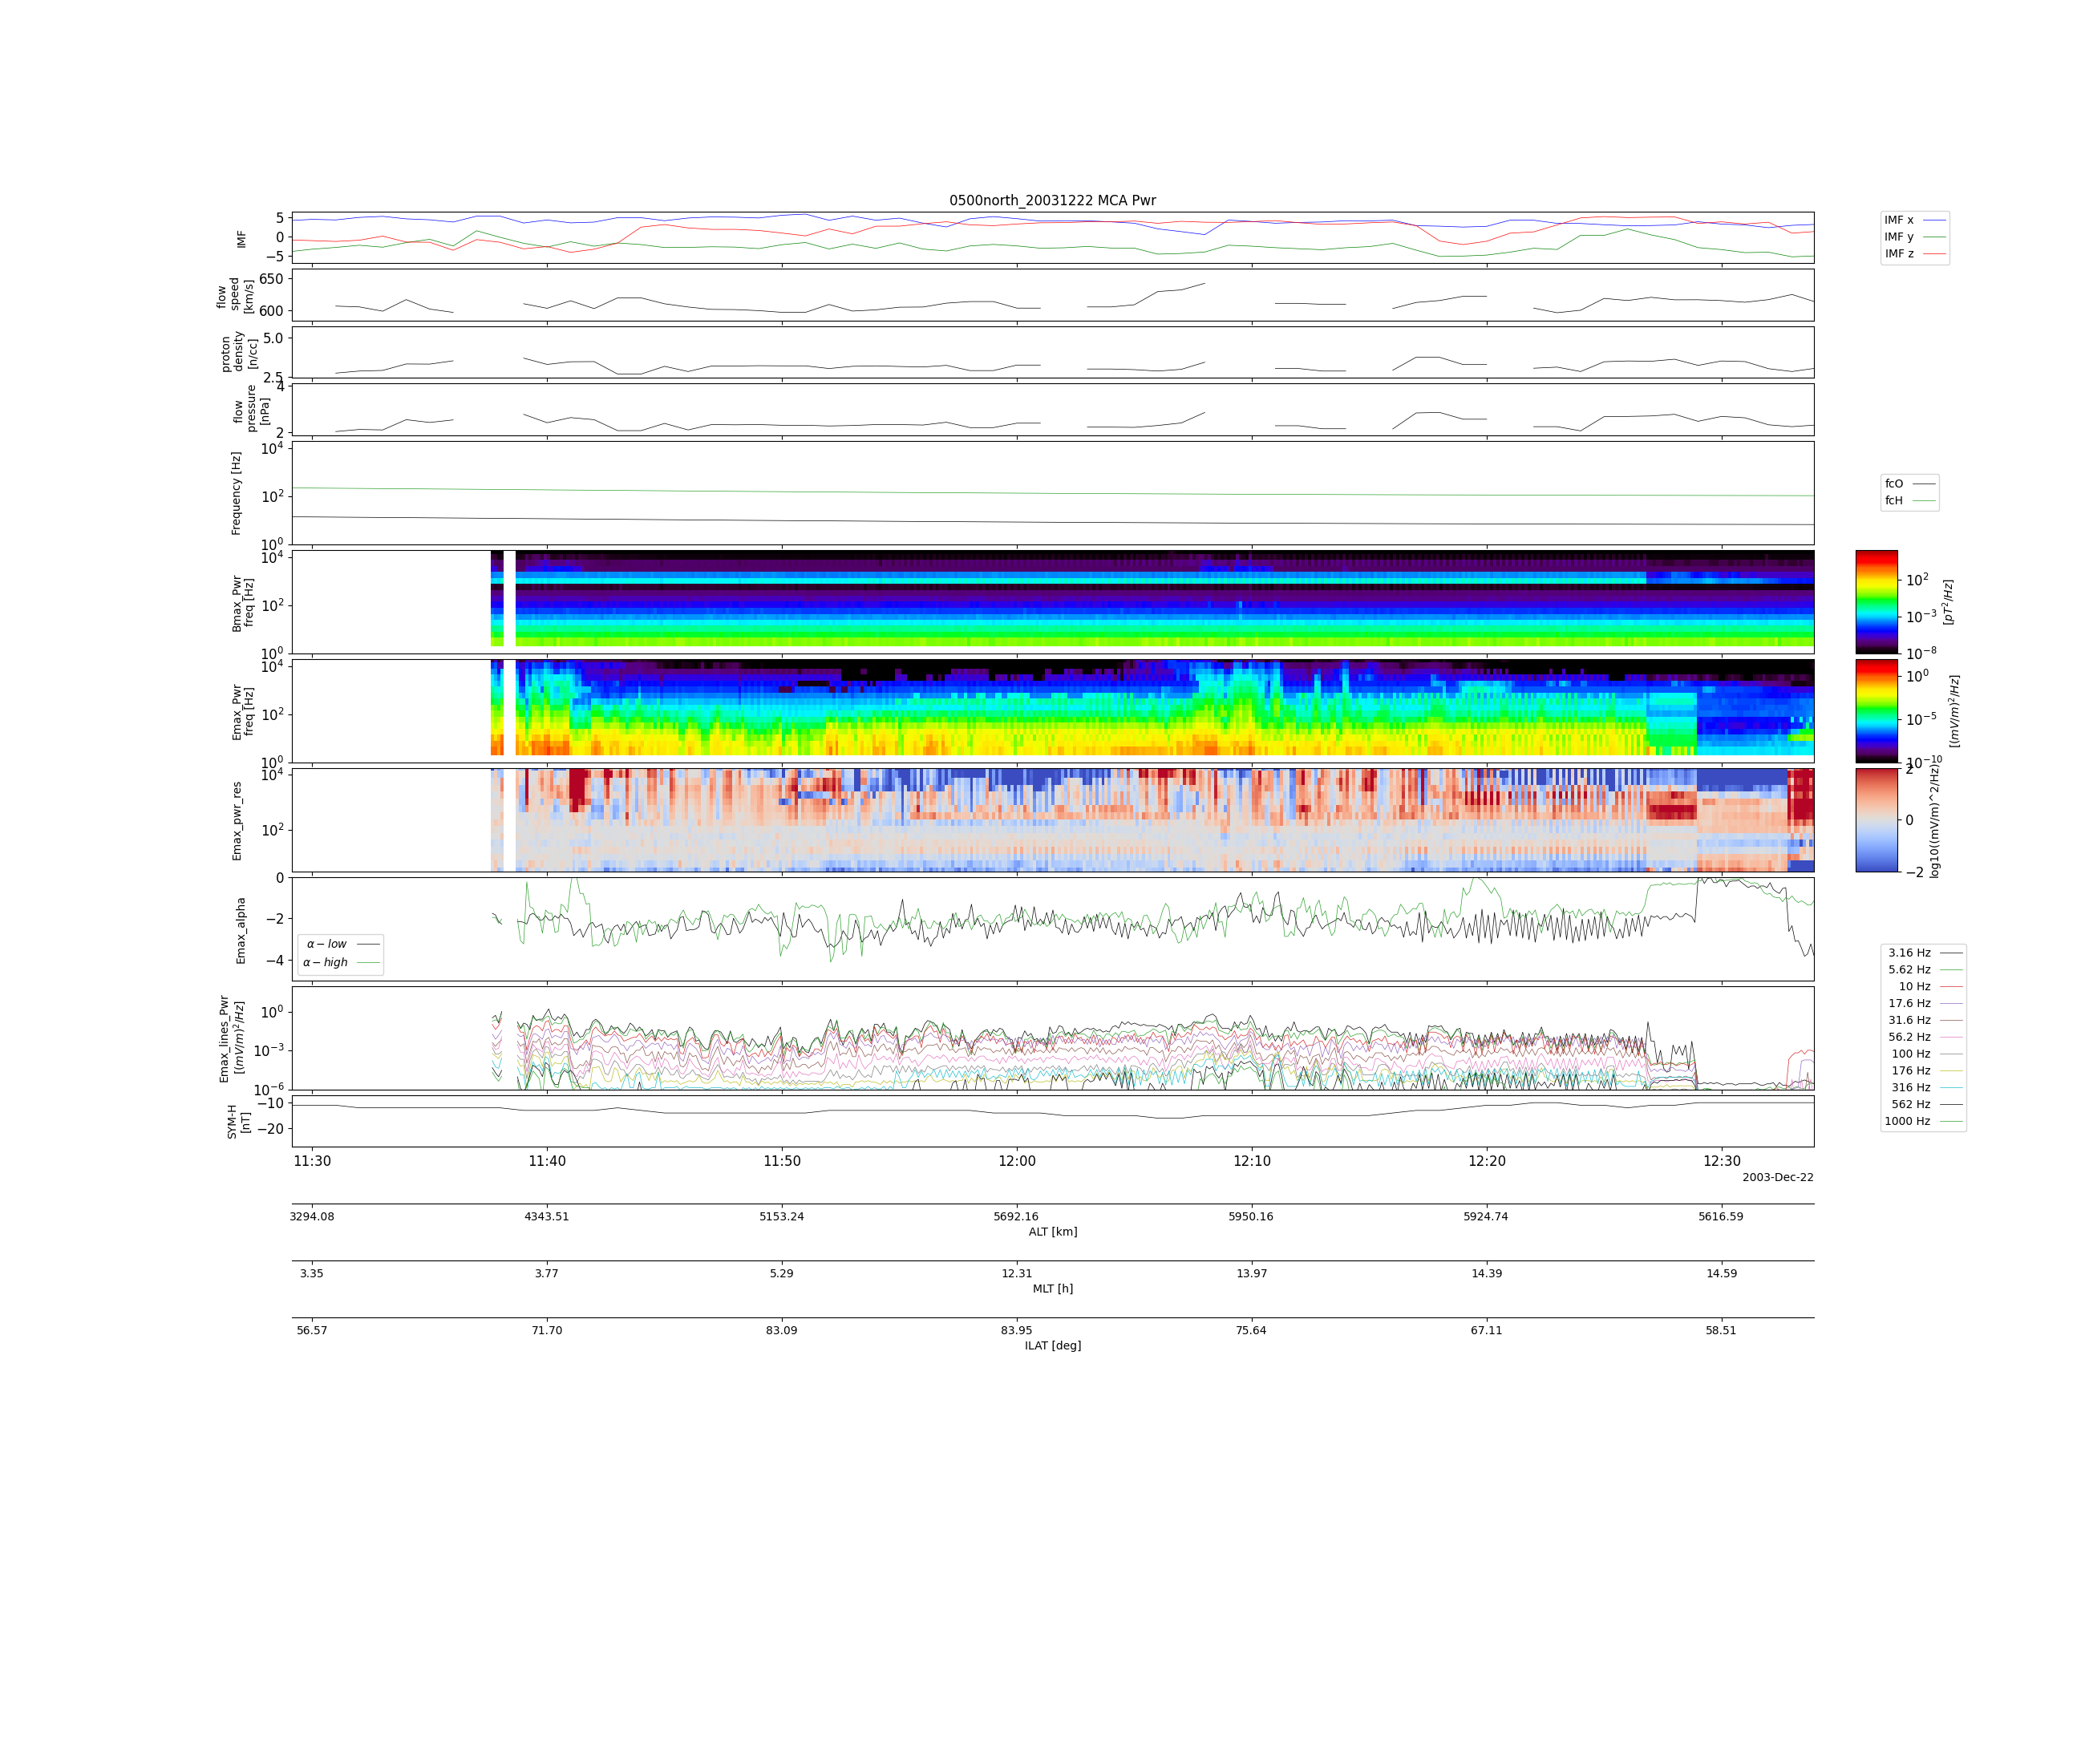 0500north_20031222 MCA Pwr
IMF
5
0
−5
IMF x
IMF y
IMF z
flow
speed
[km/s]
650
600
proton
density
[n/cc]
5.0
2.5
flow
pressure
[nPa]
4
2
Frequency [Hz]
10^4
10^2
10^0
fcO
fcH
Bmax_Pwr
freq [Hz]
10^4
10^2
10^0
10^2
10^−3
10^−8
[pT^2/Hz]
Emax_Pwr
freq [Hz]
10^4
10^2
10^0
10^0
10^−5
10^−10
[(mV/m)^2/Hz]
Emax_pwr_res
10^4
10^2
2
0
−2
log10((mV/m)^2/Hz)
Emax_alpha
0
−2
−4
α − low
α − high
Emax_lines_Pwr
[(mV/m)^2/Hz]
10^0
10^−3
10^−6
3.16 Hz
5.62 Hz
10 Hz
17.6 Hz
31.6 Hz
56.2 Hz
100 Hz
176 Hz
316 Hz
562 Hz
1000 Hz
SYM-H
[nT]
−10
−20
11:30 11:40 11:50 12:00 12:10 12:20 12:30
2003-Dec-22
3294.08 4343.51 5153.24 5692.16 5950.16 5924.74 5616.59
ALT [km]
3.35 3.77 5.29 12.31 13.97 14.39 14.59
MLT [h]
56.57 71.70 83.09 83.95 75.64 67.11 58.51
ILAT [deg]